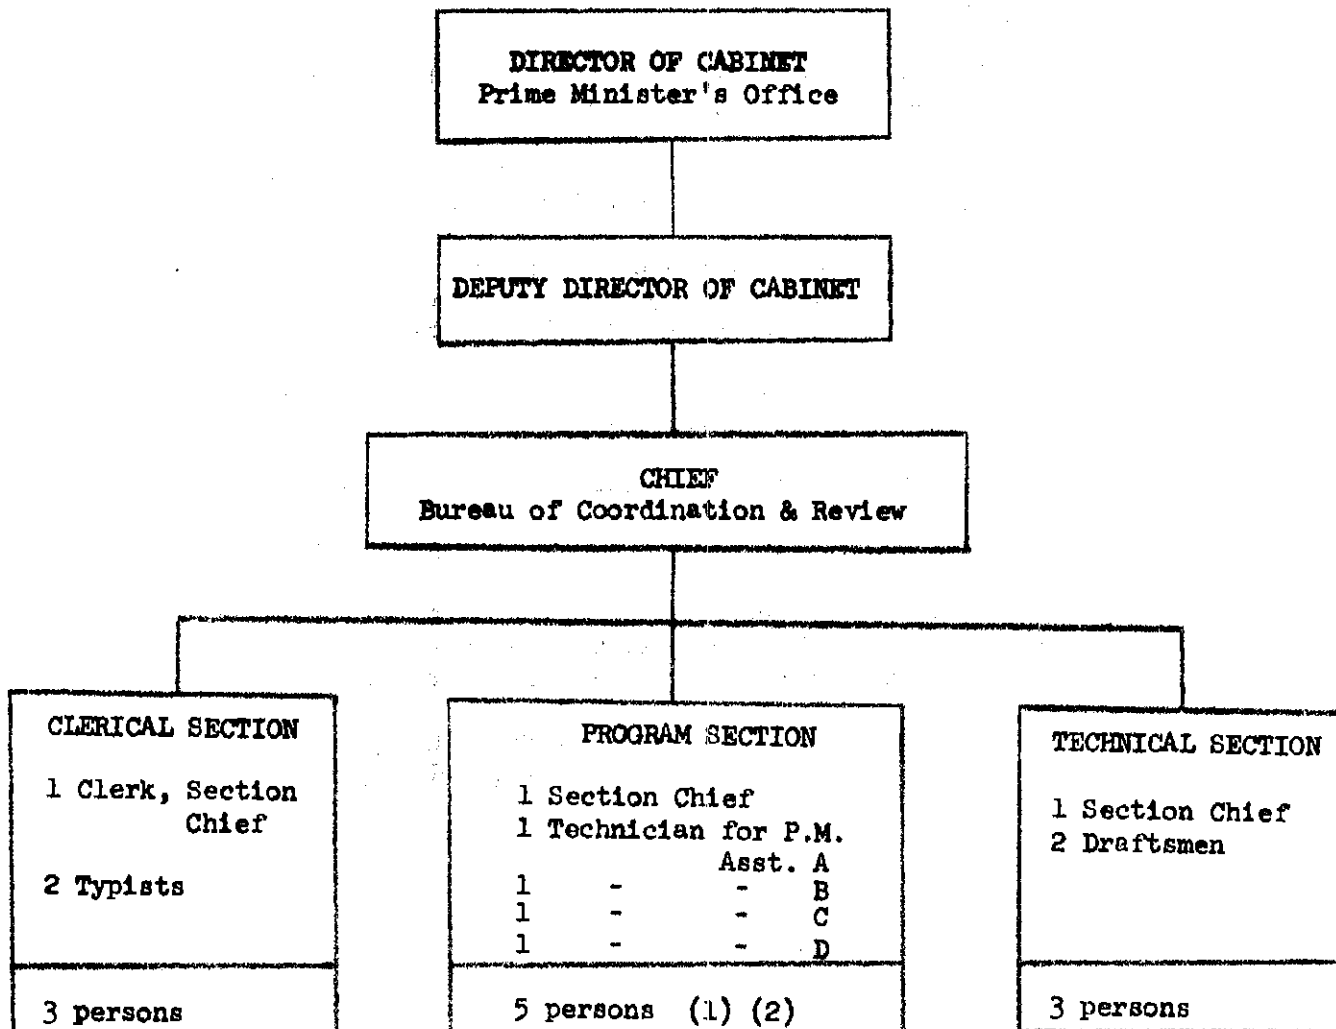 DIRECTOR OF CABINET
Prime Minister's Office
DEPUTY DIRECTOR OF CABINET
CHIEF
Bureau of Coordination & Review
CLERICAL SECTION
1 Clerk, Section
Chief
2 Typists
3 persons
PROGRAM SECTION
1 Section Chief
1 Technician for P.M.
Asst. A
1 - - B
1 - - C
1 - - D
5 persons (1) (2)
TECHNICAL SECTION
1 Section Chief
2 Draftsmen
3 persons